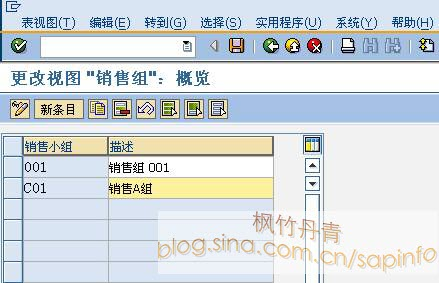 表视图(T) 编辑(E) 转到(G) 选择(S) 实用程序(U) 系统(Y) 帮助(H)
更改视图 "销售组": 概览
新条目
销售小组 描述
001 销售组 001
C01 销售A组
枫竹丹青
blog.sina.com.cn/sapinfo